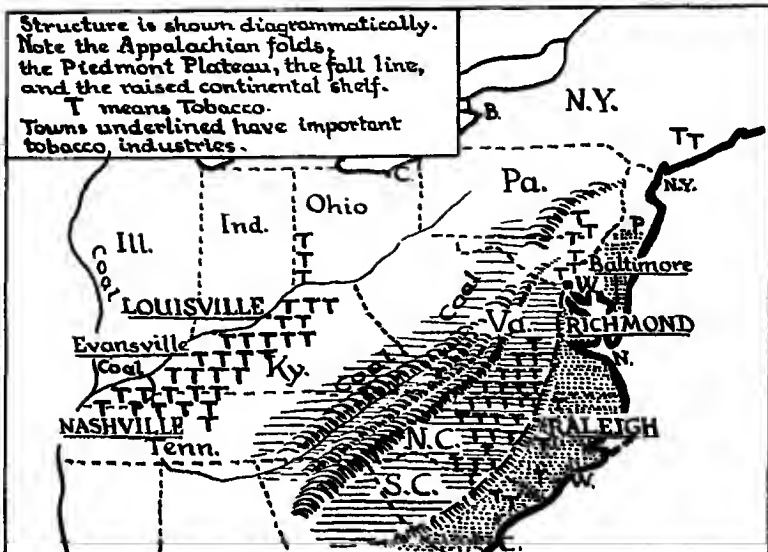 Structure is shown diagrammatically.
Note the Appalachian folds,
the Piedmont Plateau, the fall line,
and the raised continental shelf.
T means Tobacco.
Towns underlined have important
tobacco industries.
B.
N.Y.
T T
C.
Pa.
N.Y.
Ohio
Ind.
Ill.
Coal
P
T
T T
T T
T
T
Baltimore
W.
T
T
T
LOUISVILLE
T T T
Coal
Va.
RICHMOND
T T T
Evansville
T T T T T
Coal
T T T T
Ky.
Coal
N.
T T T T
T T T T T
NASHVILLE
T
Tenn.
N.C.
RALEIGH
S.C.
W.
C.